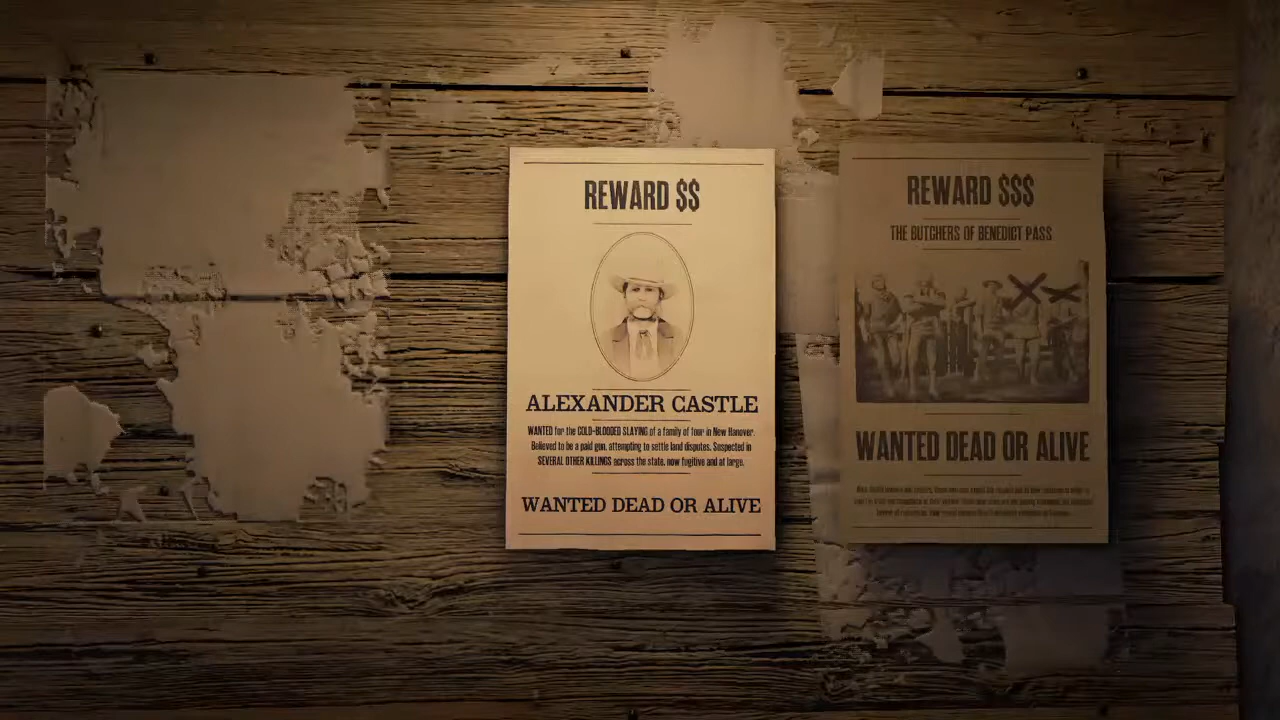 REWARD $$
ALEXANDER CASTLE
WANTED for the COLD-BLOODED SLAYING of a family of four in New Hanover.
Believed to be a paid gun, attempting to settle land disputes. Suspected in
SEVERAL OTHER KILLINGS across the state, now fugitive and at large.
WANTED DEAD OR ALIVE
REWARD $$$
THE BUTCHERS OF BENEDICT PASS
WANTED DEAD OR ALIVE